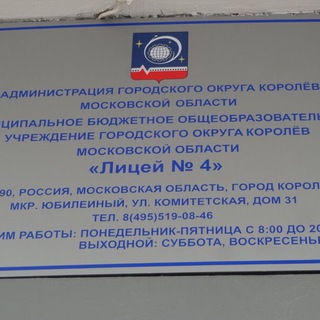 АДМИНИСТРАЦИЯ ГОРОДСКОГО ОКРУГА КОРОЛЁВ
МОСКОВСКОЙ ОБЛАСТИ
БЮДЖЕТНОЕ
УЧРЕЖДЕНИЕ ГОРОДСКОГО ОКРУГА КОРОЛЁВ
МОСКОВСКОЙ ОБЛАСТИ
«Лицей № 4»
90, РОССИЯ, МОСКОВСКАЯ ОБЛАСТЬ, ГОРОД
МКР. ЮБИЛЕЙНЫЙ, УЛ. КОМИТЕТСКАЯ, ДОМ 31
ТЕЛ. 8(495)519-08-46
РАБОТЫ: ПОНЕДЕЛЬНИК-ПЯТНИЦА С 8:00 ДО
ВЫХОДНОЙ: СУББОТА,